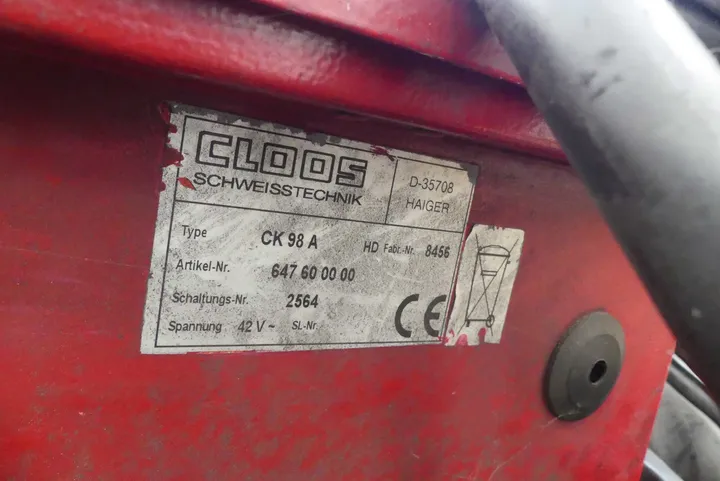 CLOOS
SCHWEISSTECHNIK
D-35708
HAIGER
Type CK 98 A HD Fabr.-Nr. 8456
Artikel-Nr. 647 60 00 00
Schaltungs-Nr. 2564
Spannung 42 V ~ SL-Nr.
CE